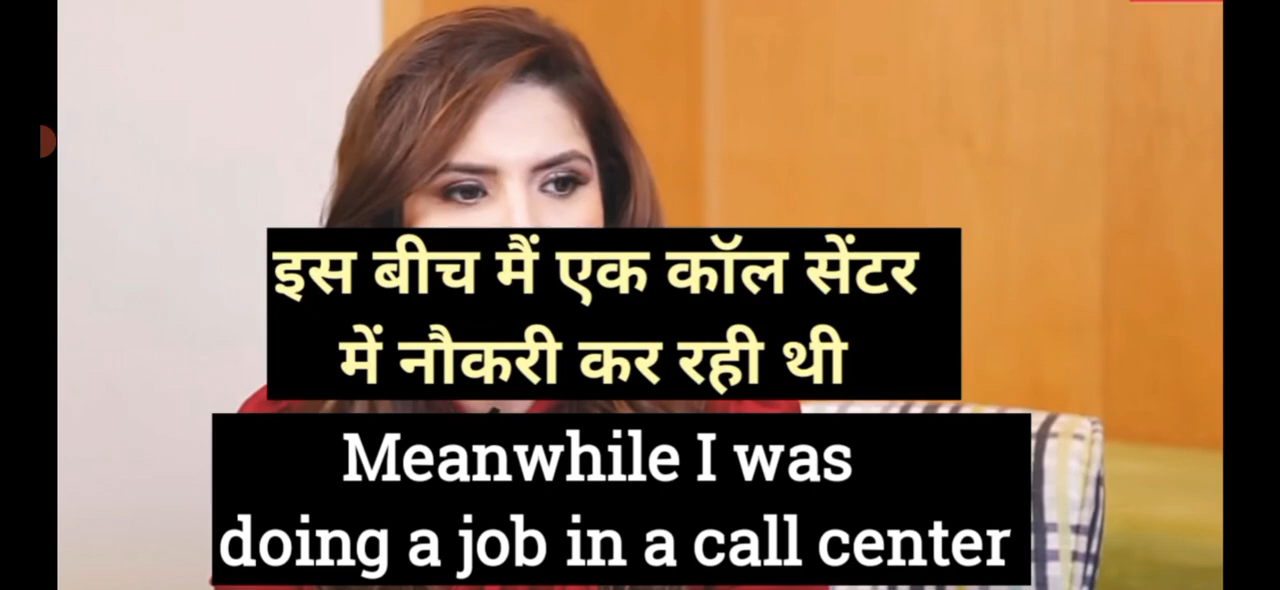 इस बीच मैं एक कॉल सेंटर
में नौकरी कर रही थी
Meanwhile I was
doing a job in a call center